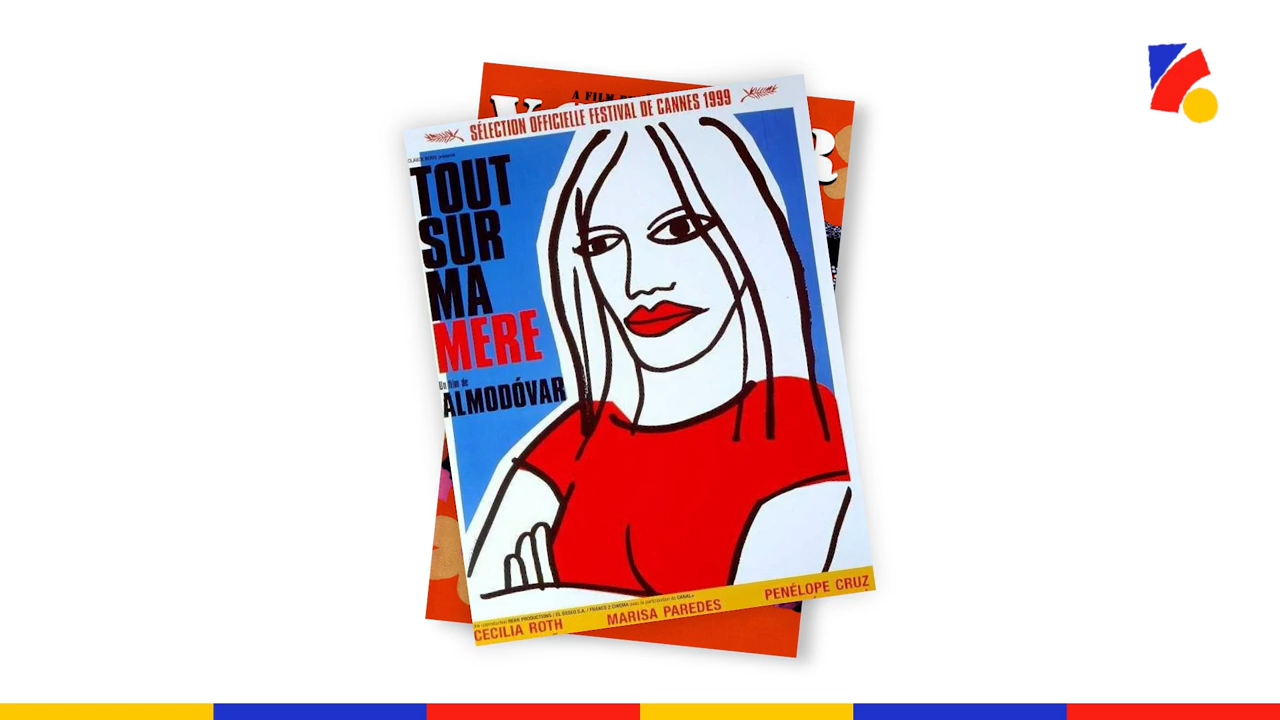 A FILM
SÉLECTION OFFICIELLE FESTIVAL DE CANNES 1999
TOUT
SUR
MA
MERE
Un film de
ALMODÓVAR
CECILIA ROTH
MARISA PAREDES
PENÉLOPE CRUZ